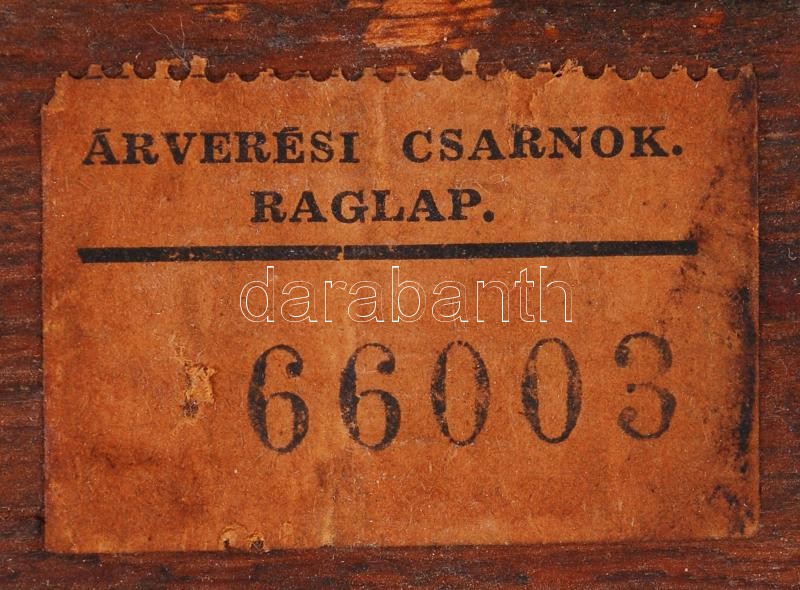 ÁRVERÉSI CSARNOK.
RAGLAP.
darabanth
66003